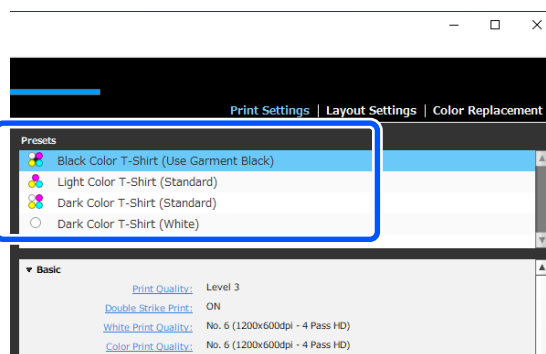 Print Settings | Layout Settings | Color Replacement
Presets
Black Color T-Shirt (Use Garment Black)
Light Color T-Shirt (Standard)
Dark Color T-Shirt (Standard)
Dark Color T-Shirt (White)
Basic
Print Quality: Level 3
Double Strike Print: ON
White Print Quality: No. 6 (1200x600dpi - 4 Pass HD)
Color Print Quality: No. 6 (1200x600dpi - 4 Pass HD)